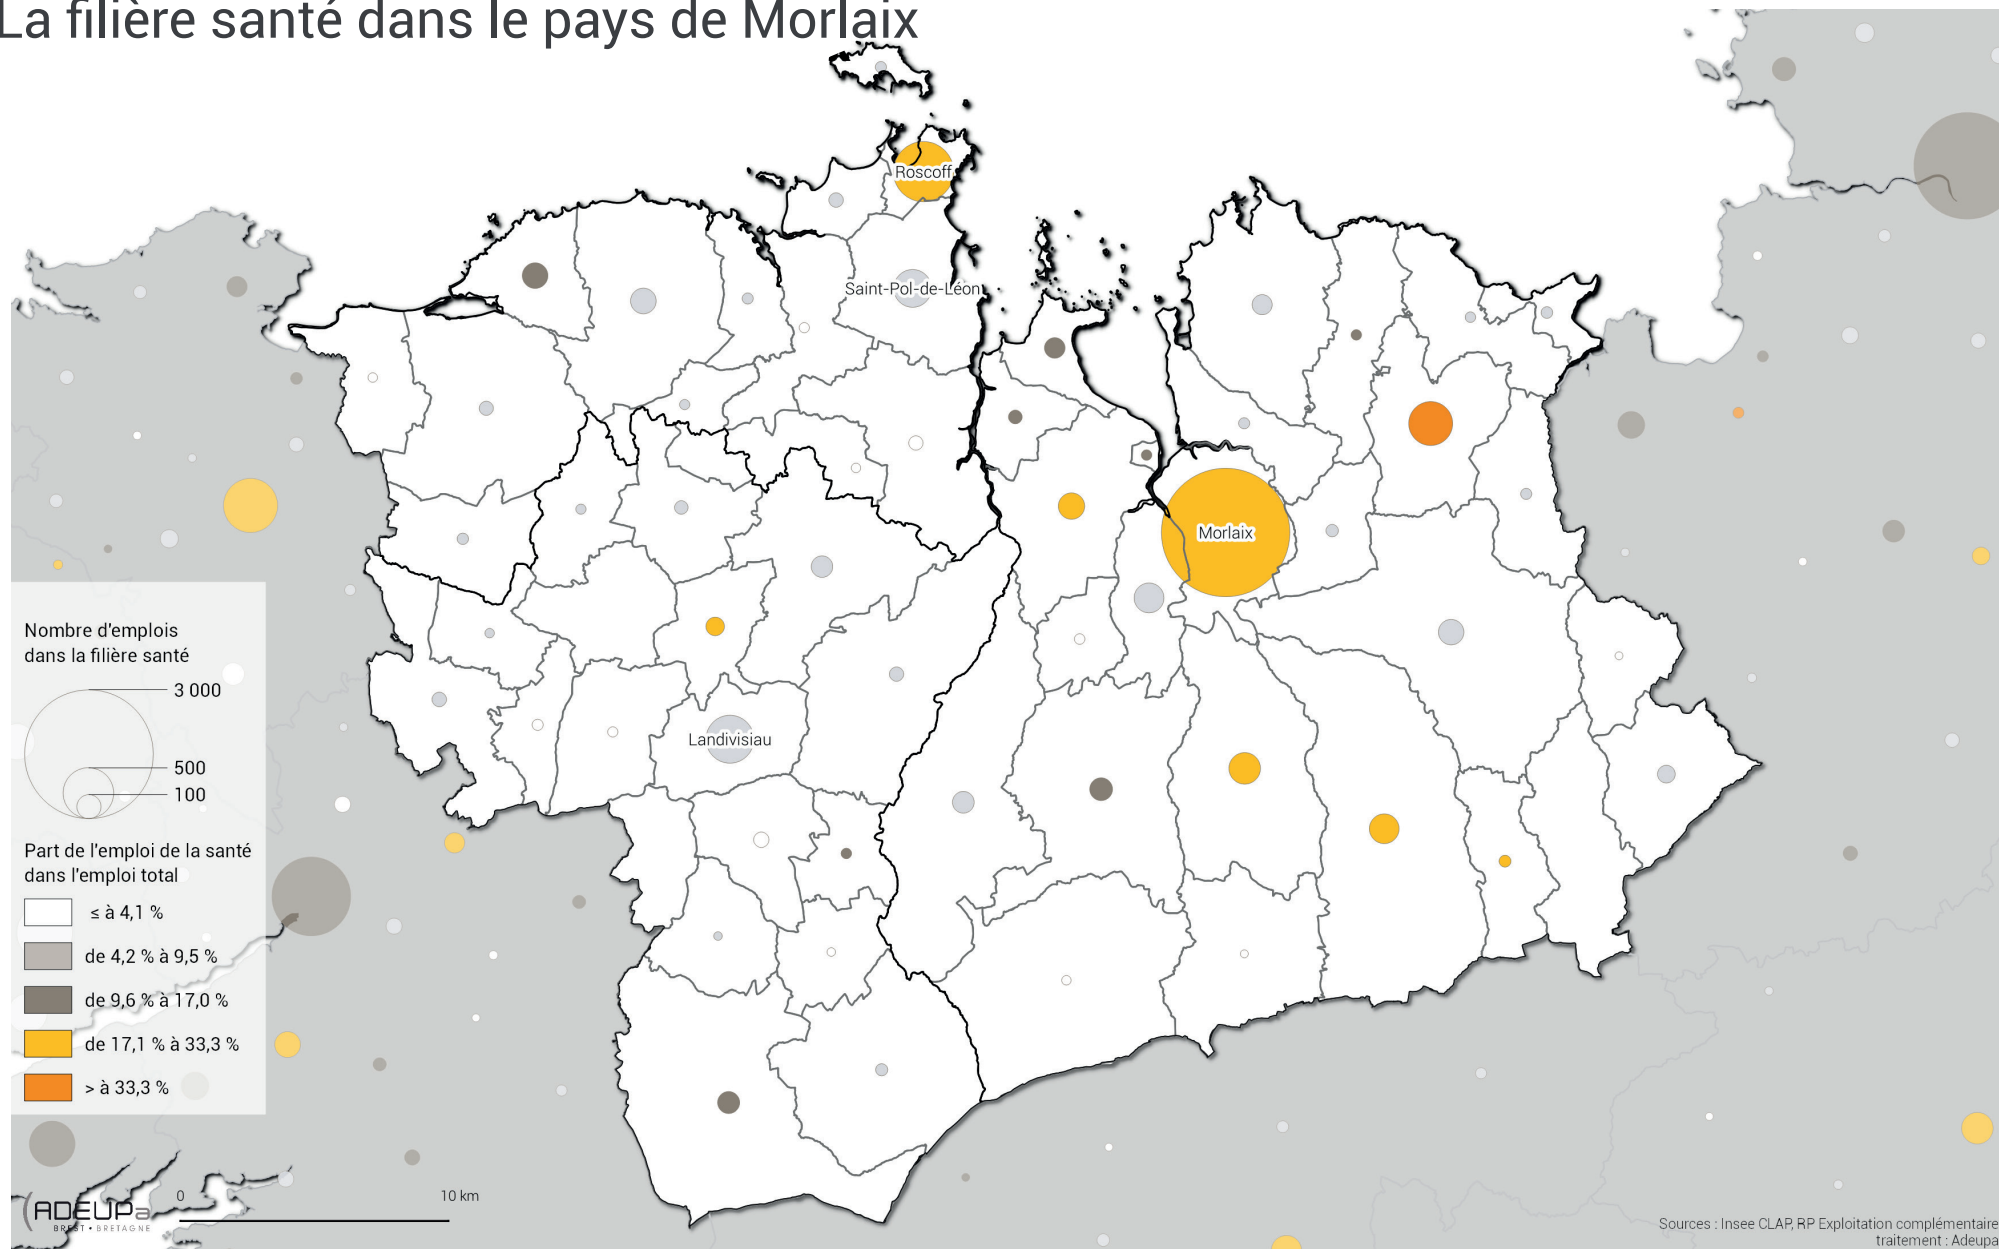 La filière santé dans le pays de Morlaix
Roscoff
Saint-Pol-de-Léon
Morlaix
Landivisiau
Nombre d'emplois
dans la filière santé
3 000
500
100
Part de l'emploi de la santé
dans l'emploi total
≤ à 4,1 %
de 4,2 % à 9,5 %
de 9,6 % à 17,0 %
de 17,1 % à 33,3 %
> à 33,3 %
ADEUPa
BREST • BRETAGNE
0 10 km
Sources : Insee CLAP, RP Exploitation complémentaire
traitement : Adeupa